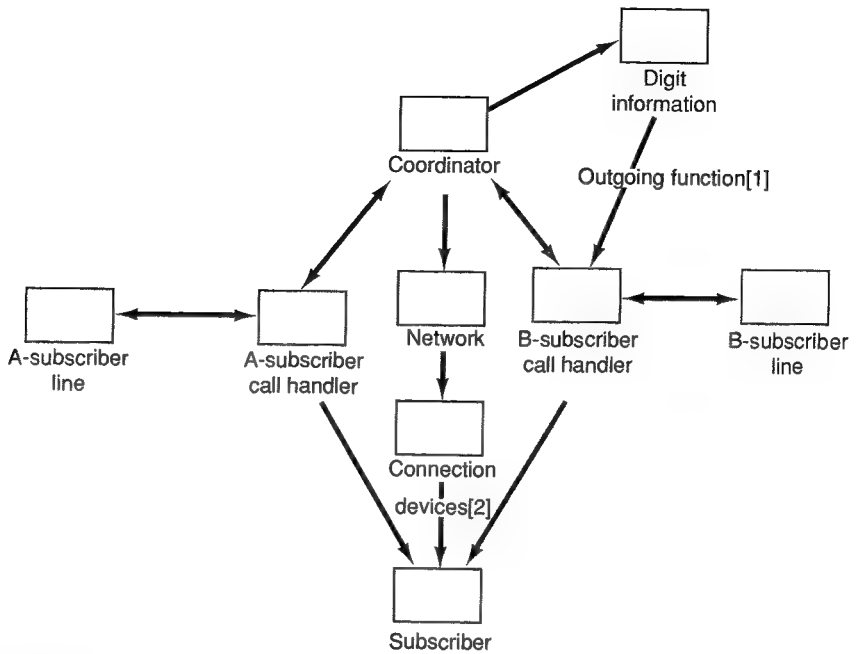 Digit
information
Coordinator
Outgoing function[1]
A-subscriber
line
A-subscriber
call handler
Network
B-subscriber
call handler
B-subscriber
line
Connection
devices[2]
Subscriber